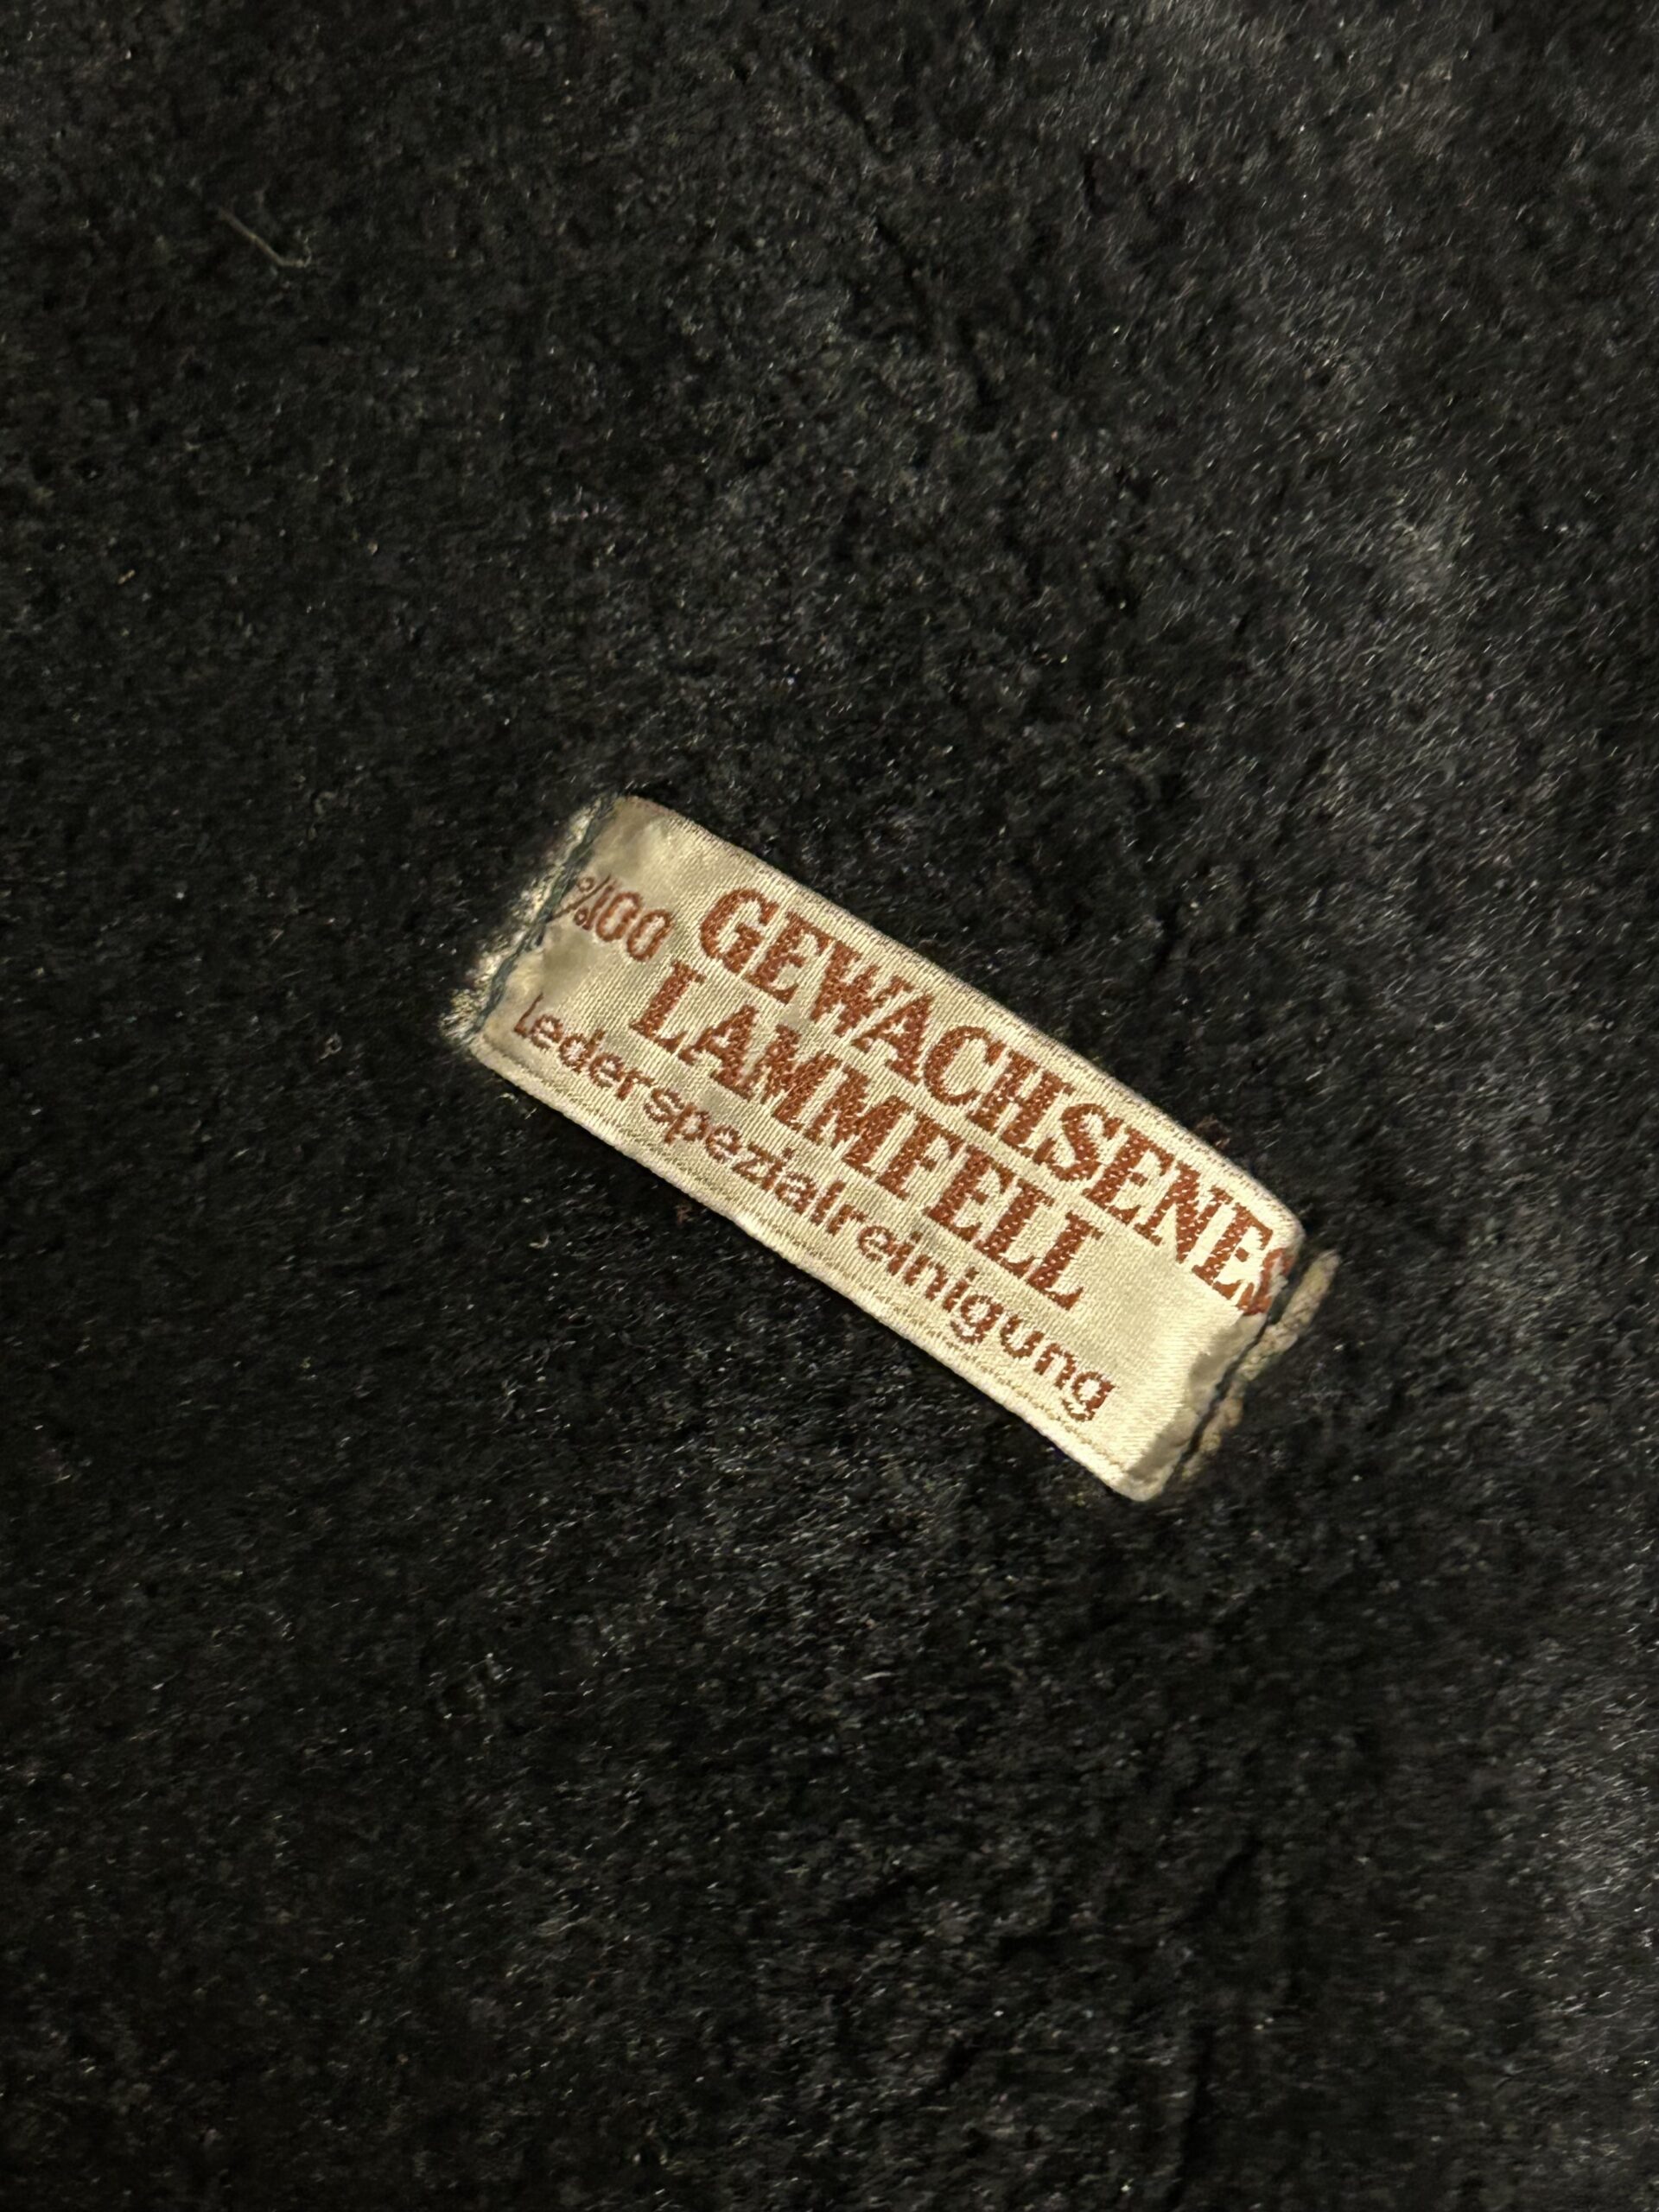 %100 GEWACHSENES
LAMMFELL
Lederspezialreinigung